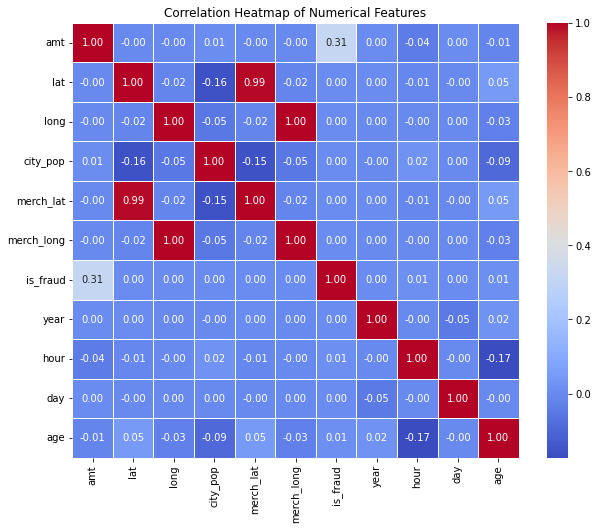 Correlation Heatmap of Numerical Features
amt 1.00 -0.00 -0.00 0.01 -0.00 -0.00 0.31 0.00 -0.04 0.00 -0.01
lat -0.00 1.00 -0.02 -0.16 0.99 -0.02 0.00 0.00 -0.01 -0.00 0.05
long -0.00 -0.02 1.00 -0.05 -0.02 1.00 0.00 0.00 -0.00 0.00 -0.03
city_pop 0.01 -0.16 -0.05 1.00 -0.15 -0.05 0.00 -0.00 0.02 0.00 -0.09
merch_lat -0.00 0.99 -0.02 -0.15 1.00 -0.02 0.00 0.00 -0.01 -0.00 0.05
merch_long -0.00 -0.02 1.00 -0.05 -0.02 1.00 0.00 0.00 -0.00 0.00 -0.03
is_fraud 0.31 0.00 0.00 0.00 0.00 0.00 1.00 0.00 0.01 0.00 0.01
year 0.00 0.00 0.00 -0.00 0.00 0.00 0.00 1.00 -0.00 -0.05 0.02
hour -0.04 -0.01 -0.00 0.02 -0.01 -0.00 0.01 -0.00 1.00 -0.00 -0.17
day 0.00 -0.00 0.00 0.00 -0.00 0.00 0.00 -0.05 -0.00 1.00 -0.00
age -0.01 0.05 -0.03 -0.09 0.05 -0.03 0.01 0.02 -0.17 -0.00 1.00
amt lat long city_pop merch_lat merch_long is_fraud year hour day age
1.0
0.8
0.6
0.4
0.2
0.0